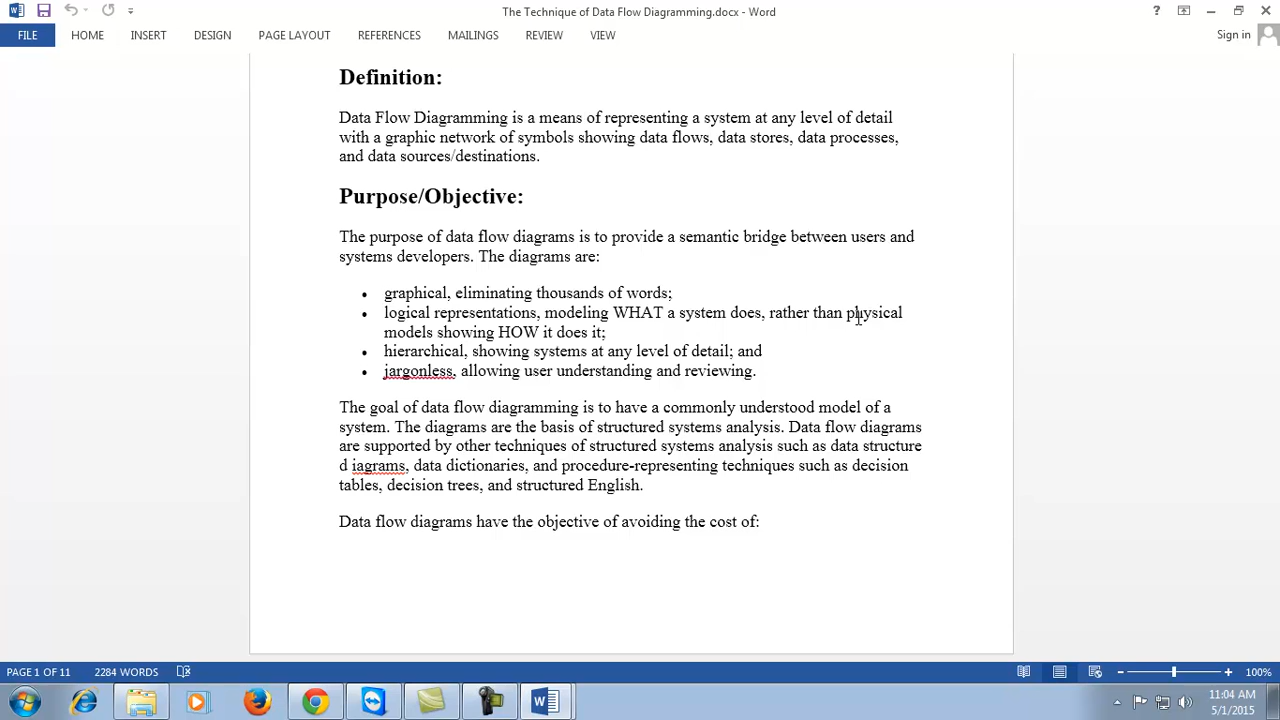 The Technique of Data Flow Diagramming.docx - Word
FILE HOME INSERT DESIGN PAGE LAYOUT REFERENCES MAILINGS REVIEW VIEW Sign in
Definition:
Data Flow Diagramming is a means of representing a system at any level of detail
with a graphic network of symbols showing data flows, data stores, data processes,
and data sources/destinations.
Purpose/Objective:
The purpose of data flow diagrams is to provide a semantic bridge between users and
systems developers. The diagrams are:
• graphical, eliminating thousands of words;
• logical representations, modeling WHAT a system does, rather than physical
models showing HOW it does it;
• hierarchical, showing systems at any level of detail; and
• jargonless, allowing user understanding and reviewing.
The goal of data flow diagramming is to have a commonly understood model of a
system. The diagrams are the basis of structured systems analysis. Data flow diagrams
are supported by other techniques of structured systems analysis such as data structure
d iagrams, data dictionaries, and procedure-representing techniques such as decision
tables, decision trees, and structured English.
Data flow diagrams have the objective of avoiding the cost of:
PAGE 1 OF 11 2284 WORDS 100%
11:04 AM
5/1/2015